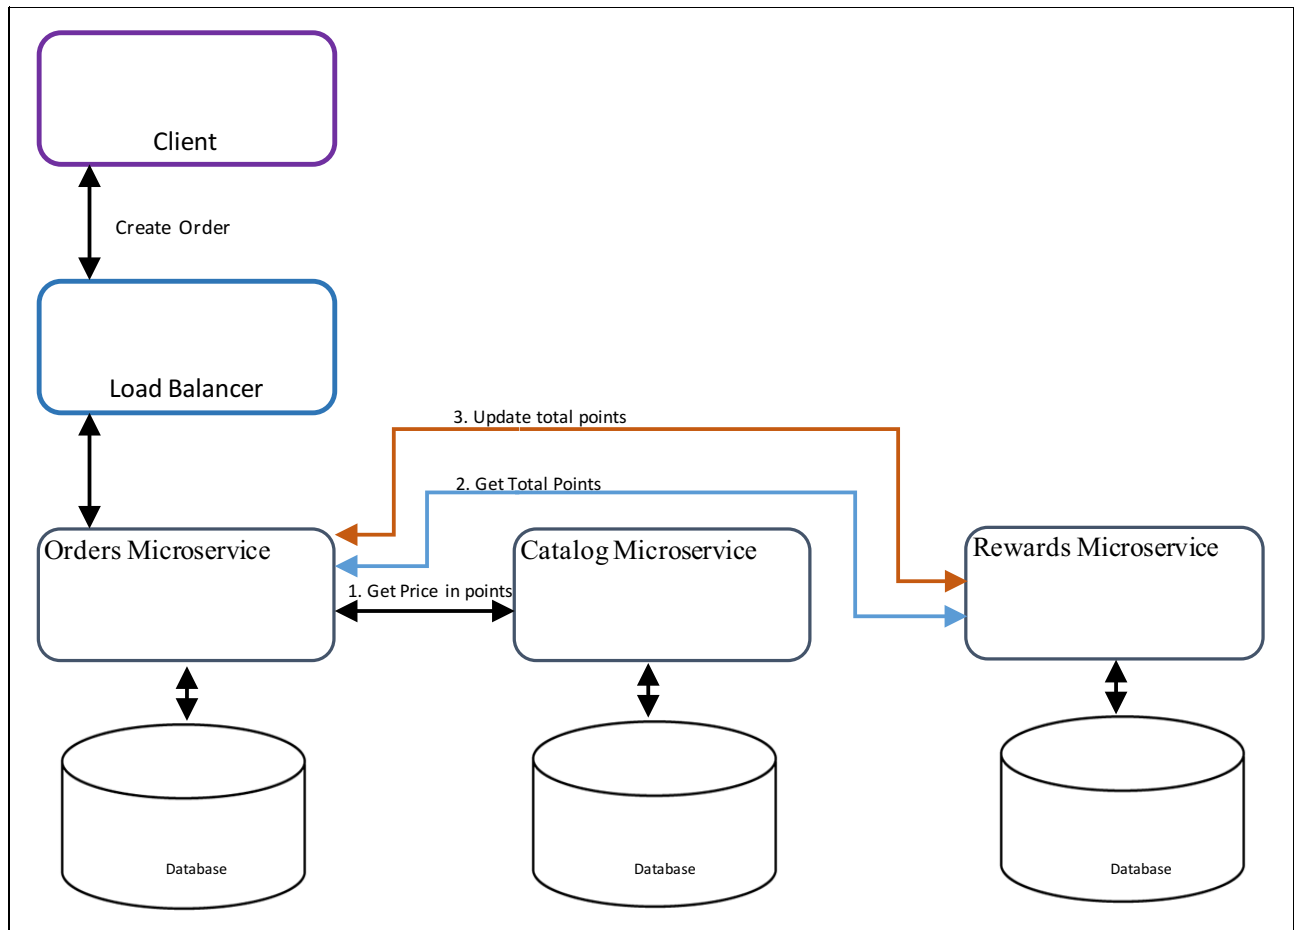 Client
Create Order
Load Balancer
3. Update total points
2. Get Total Points
Orders Microservice
Catalog Microservice
Rewards Microservice
1. Get Price in points
Database
Database
Database